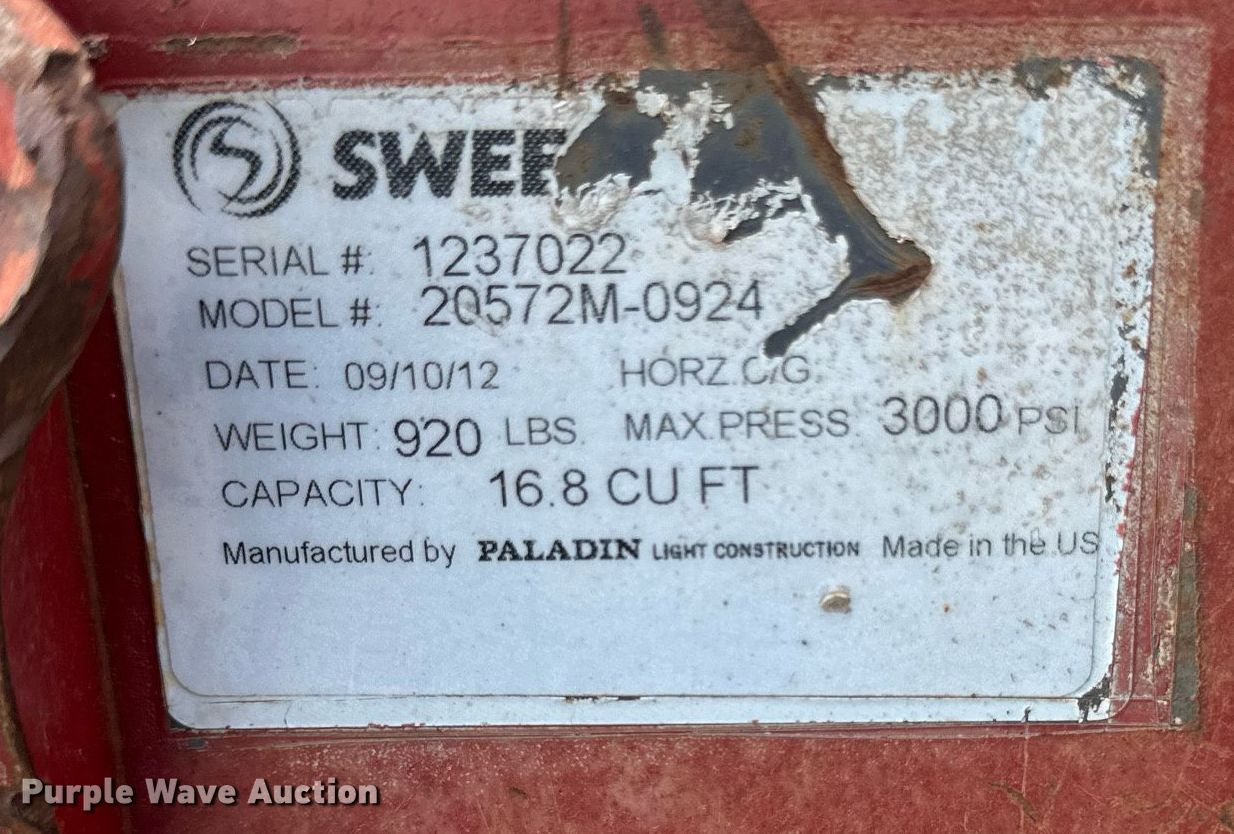 SWEE
SERIAL #: 1237022
MODEL #: 20572M-0924
DATE: 09/10/12 HORZ.C/G.
WEIGHT: 920 LBS. MAX.PRESS. 3000 PSI
CAPACITY: 16.8 CU FT
Manufactured by PALADIN LIGHT CONSTRUCTION Made in the US
Purple Wave Auction